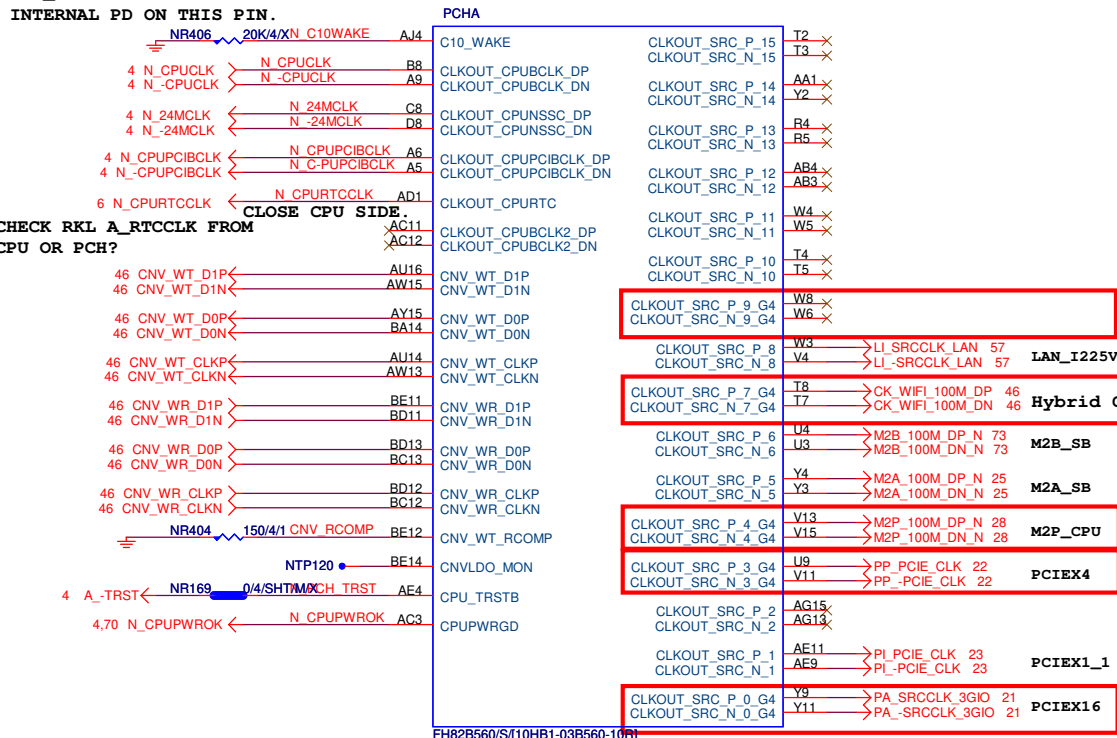 INTERNAL PD ON THIS PIN.
PCHA
NR406 20K/4/X N_C10WAKE AJ4 C10_WAKE
4 N_CPUCLK N_CPUCLK B8 CLKOUT_CPUBCLK_DP
4 N_-CPUCLK N_-CPUCLK A9 CLKOUT_CPUBCLK_DN
4 N_24MCLK N_24MCLK C8 CLKOUT_CPUNSSC_DP
4 N_-24MCLK N_-24MCLK D8 CLKOUT_CPUNSSC_DN
4 N_CPUPCIBCLK N_CPUPCIBCLK A6 CLKOUT_CPUPCIBCLK_DP
4 N_-CPUPCIBCLK N_C-PUPCIBCLK A5 CLKOUT_CPUPCIBCLK_DN
6 N_CPURTCCLK N_CPURTCCLK AD1 CLKOUT_CPURTC
CLOSE CPU SIDE.
CHECK RKL A_RTCCLK FROM
CPU OR PCH?
AC11 CLKOUT_CPUBCLK2_DP
AC12 CLKOUT_CPUBCLK2_DN
46 CNV_WT_D1P AU16 CNV_WT_D1P
46 CNV_WT_D1N AW15 CNV_WT_D1N
46 CNV_WT_D0P AY15 CNV_WT_D0P
46 CNV_WT_D0N BA14 CNV_WT_D0N
46 CNV_WT_CLKP AU14 CNV_WT_CLKP
46 CNV_WT_CLKN AW13 CNV_WT_CLKN
46 CNV_WR_D1P BE11 CNV_WR_D1P
46 CNV_WR_D1N BD11 CNV_WR_D1N
46 CNV_WR_D0P BD13 CNV_WR_D0P
46 CNV_WR_D0N BC13 CNV_WR_D0N
46 CNV_WR_CLKP BD12 CNV_WR_CLKP
46 CNV_WR_CLKN BC12 CNV_WR_CLKN
NR404 150/4/1 CNV_RCOMP BE12 CNV_WT_RCOMP
NTP120 BE14 CNVLDO_MON
4 A_-TRST NR169 0/4/SHT/M/X AE4 CPU_TRSTB
4,70 N_CPUPWROK N_CPUPWROK AC3 CPUPWRGD
CLKOUT_SRC_P_15 T2
CLKOUT_SRC_N_15 T3
CLKOUT_SRC_P_14 AA1
CLKOUT_SRC_N_14 Y2
CLKOUT_SRC_P_13 R4
CLKOUT_SRC_N_13 R5
CLKOUT_SRC_P_12 AB4
CLKOUT_SRC_N_12 AB3
CLKOUT_SRC_P_11 W4
CLKOUT_SRC_N_11 W5
CLKOUT_SRC_P_10 T4
CLKOUT_SRC_N_10 T5
CLKOUT_SRC_P_9_G4 W8
CLKOUT_SRC_N_9_G4 W6
CLKOUT_SRC_P_8 W3 LI_SRCCLK_LAN 57
CLKOUT_SRC_N_8 V4 LI_-SRCCLK_LAN 57
LAN_I225V
CLKOUT_SRC_P_7_G4 T8 CK_WIFI_100M_DP 46
CLKOUT_SRC_N_7_G4 T7 CK_WIFI_100M_DN 46
Hybrid
CLKOUT_SRC_P_6 U4 M2B_100M_DP_N 73
CLKOUT_SRC_N_6 U3 M2B_100M_DN_N 73
M2B_SB
CLKOUT_SRC_P_5 Y4 M2A_100M_DP_N 25
CLKOUT_SRC_N_5 Y3 M2A_100M_DN_N 25
M2A_SB
CLKOUT_SRC_P_4_G4 V13 M2P_100M_DP_N 28
CLKOUT_SRC_N_4_G4 V15 M2P_100M_DN_N 28
M2P_CPU
CLKOUT_SRC_P_3_G4 U9 PP_PCIE_CLK 22
CLKOUT_SRC_N_3_G4 V11 PP_-PCIE_CLK 22
PCIEX4
CLKOUT_SRC_P_2 AG15
CLKOUT_SRC_N_2 AG13
CLKOUT_SRC_P_1 AE11 PI_PCIE_CLK 23
CLKOUT_SRC_N_1 AE9 PI_-PCIE_CLK 23
PCIEX1_1
CLKOUT_SRC_P_0_G4 Y9 PA_SRCCLK_3GIO 21
CLKOUT_SRC_N_0_G4 Y11 PA_-SRCCLK_3GIO 21
PCIEX16
FH82B560/S/[10HB1-03B560-10R]